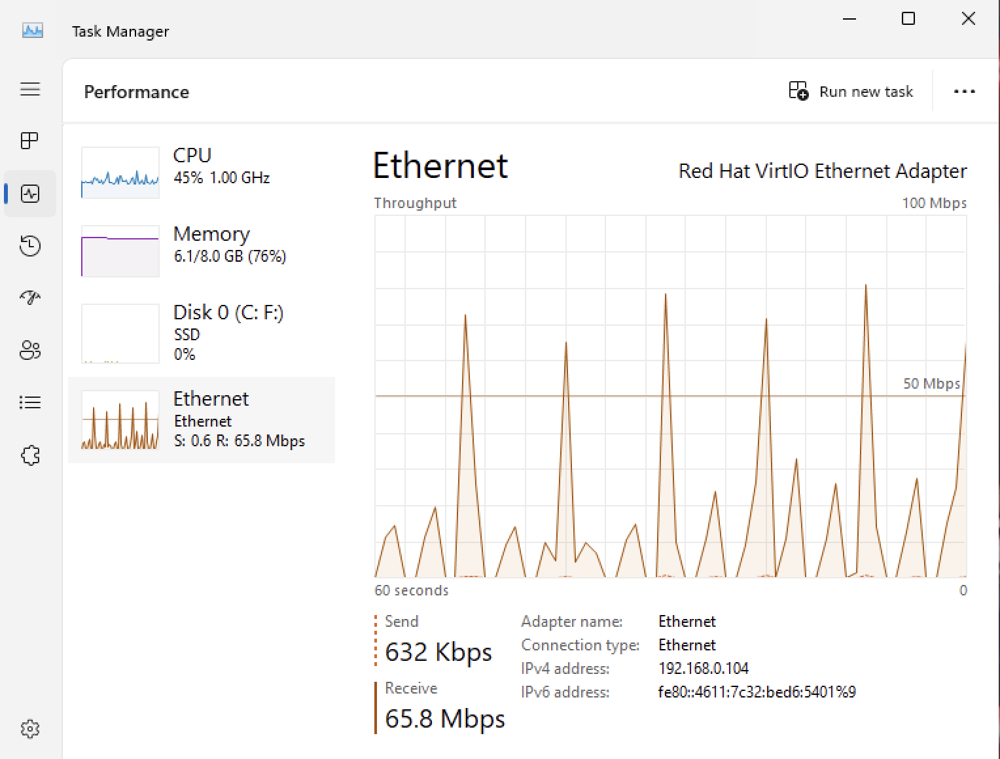 Task Manager
Performance
Run new task
CPU
45% 1.00 GHz
Memory
6.1/8.0 GB (76%)
Disk 0 (C: F:)
SSD
0%
Ethernet
Ethernet
S: 0.6 R: 65.8 Mbps
Ethernet
Red Hat VirtIO Ethernet Adapter
Throughput
100 Mbps
50 Mbps
60 seconds
0
Send
632 Kbps
Receive
65.8 Mbps
Adapter name: Ethernet
Connection type: Ethernet
IPv4 address: 192.168.0.104
IPv6 address: fe80::4611:7c32:bed6:5401%9